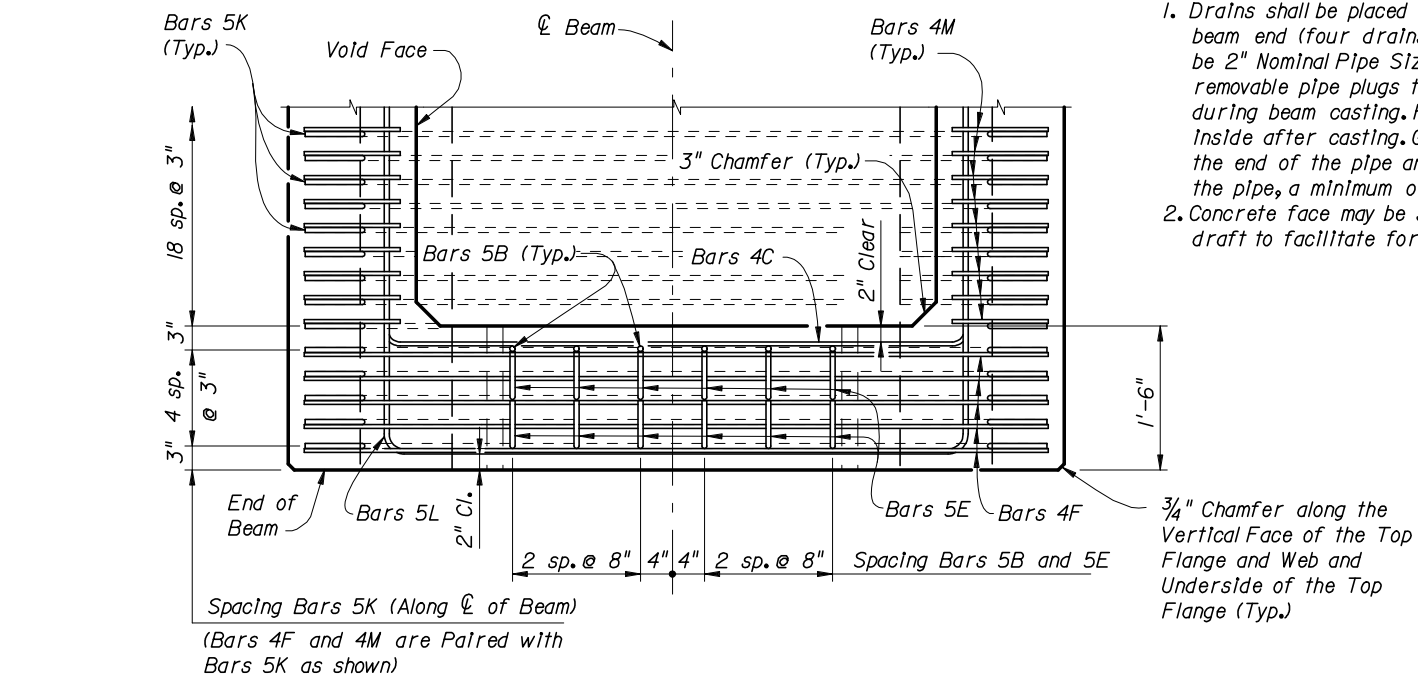 Bars 5K
(Typ.)
Void Face
℄ Beam
Bars 4M
(Typ.)
1. Drains shall be placed
beam end (four drains
be 2" Nominal Pipe Siz
removable pipe plugs t
during beam casting.
inside after casting.
the end of the pipe an
the pipe, a minimum o
2. Concrete face may be
draft to facilitate for
18 sp. @ 3"
3" Chamfer (Typ.)
Bars 5B (Typ.)
Bars 4C
2" Clear
3"
4 sp.
@ 3"
3"
1'-6"
End of
Beam
Bars 5L
2" Cl.
Bars 5E
Bars 4F
3/4" Chamfer along the
Vertical Face of the Top
Flange and Web and
Underside of the Top
Flange (Typ.)
2 sp. @ 8"
4"
4"
2 sp. @ 8"
Spacing Bars 5B and 5E
Spacing Bars 5K (Along ℄ of Beam)
(Bars 4F and 4M are Paired with
Bars 5K as shown)